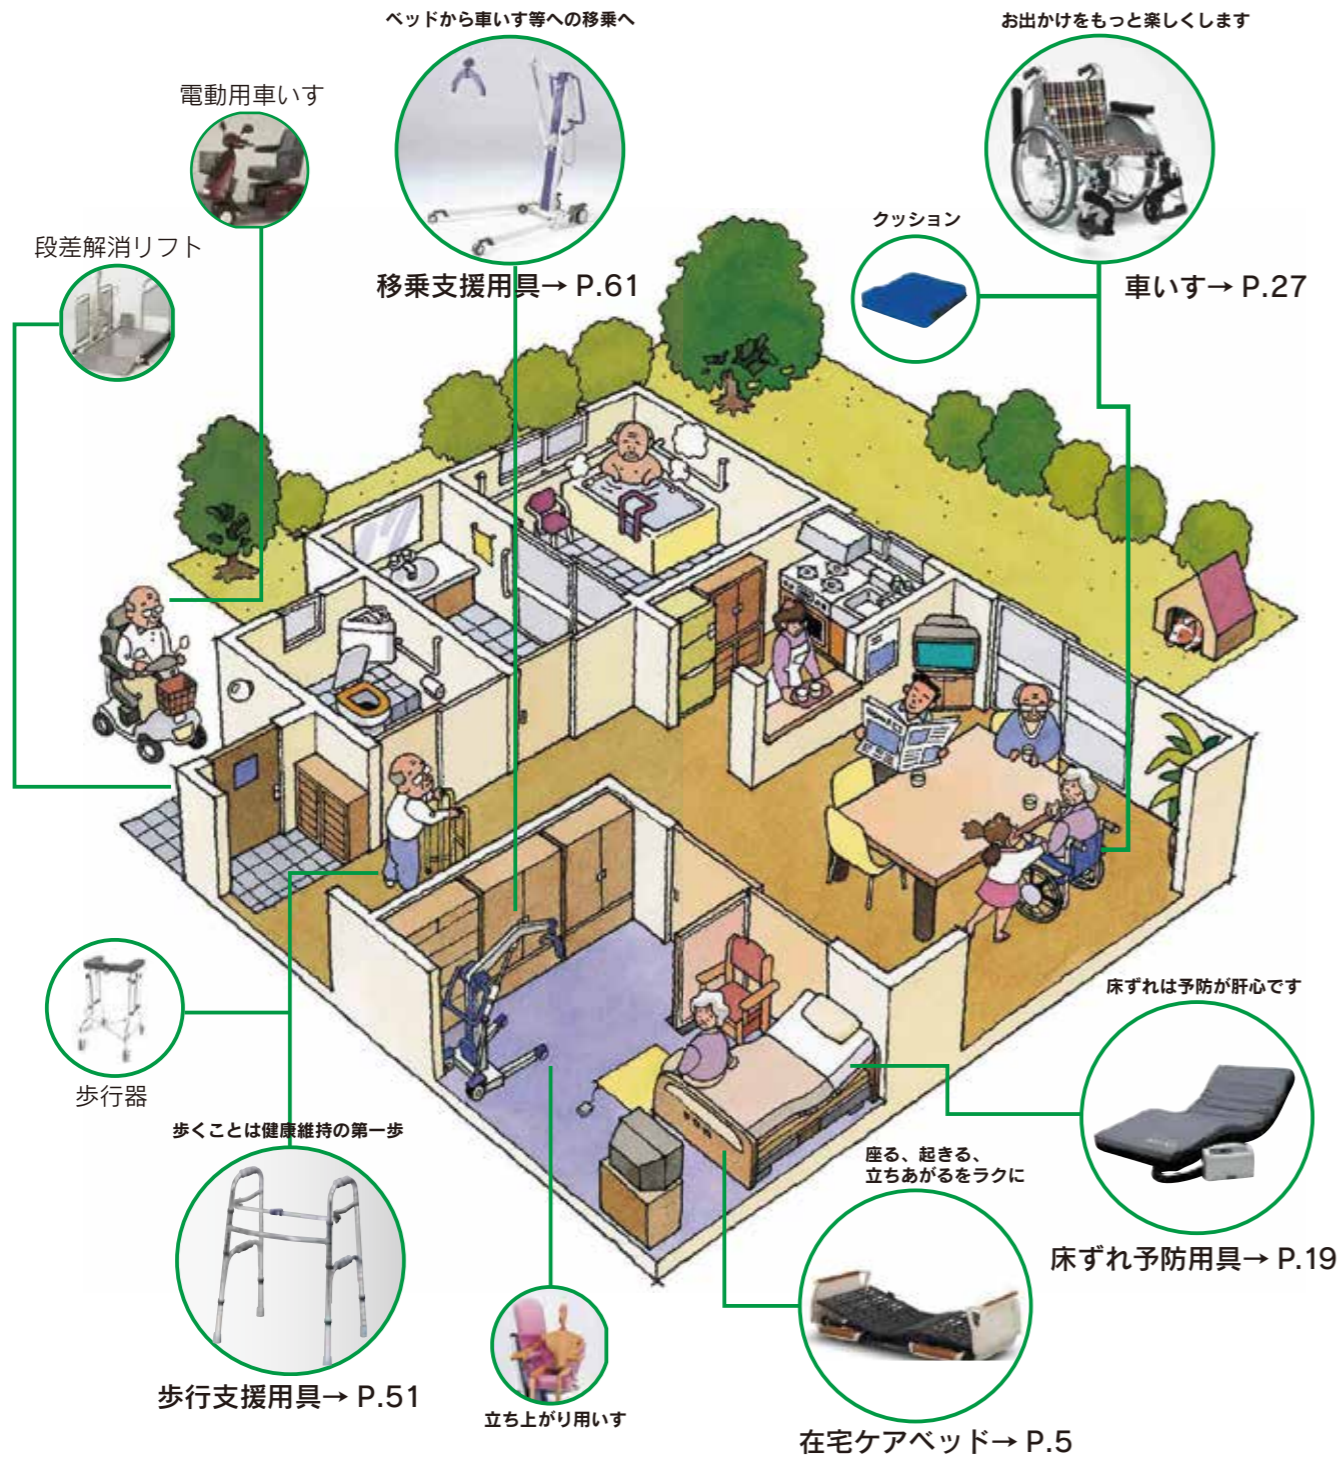 ベッドから車いす等への移乗へ
お出かけをもっと楽しくします
電動用車いす
クッション
段差解消リフト
移乗支援用具→ P.61
車いす→ P.27
床ずれは予防が肝心です
歩行器
歩くことは健康維持の第一歩
座る、起きる、
立ちあがるをラクに
床ずれ予防用具→ P.19
歩行支援用具→ P.51
立ち上がり用いす
在宅ケアベッド→ P.5